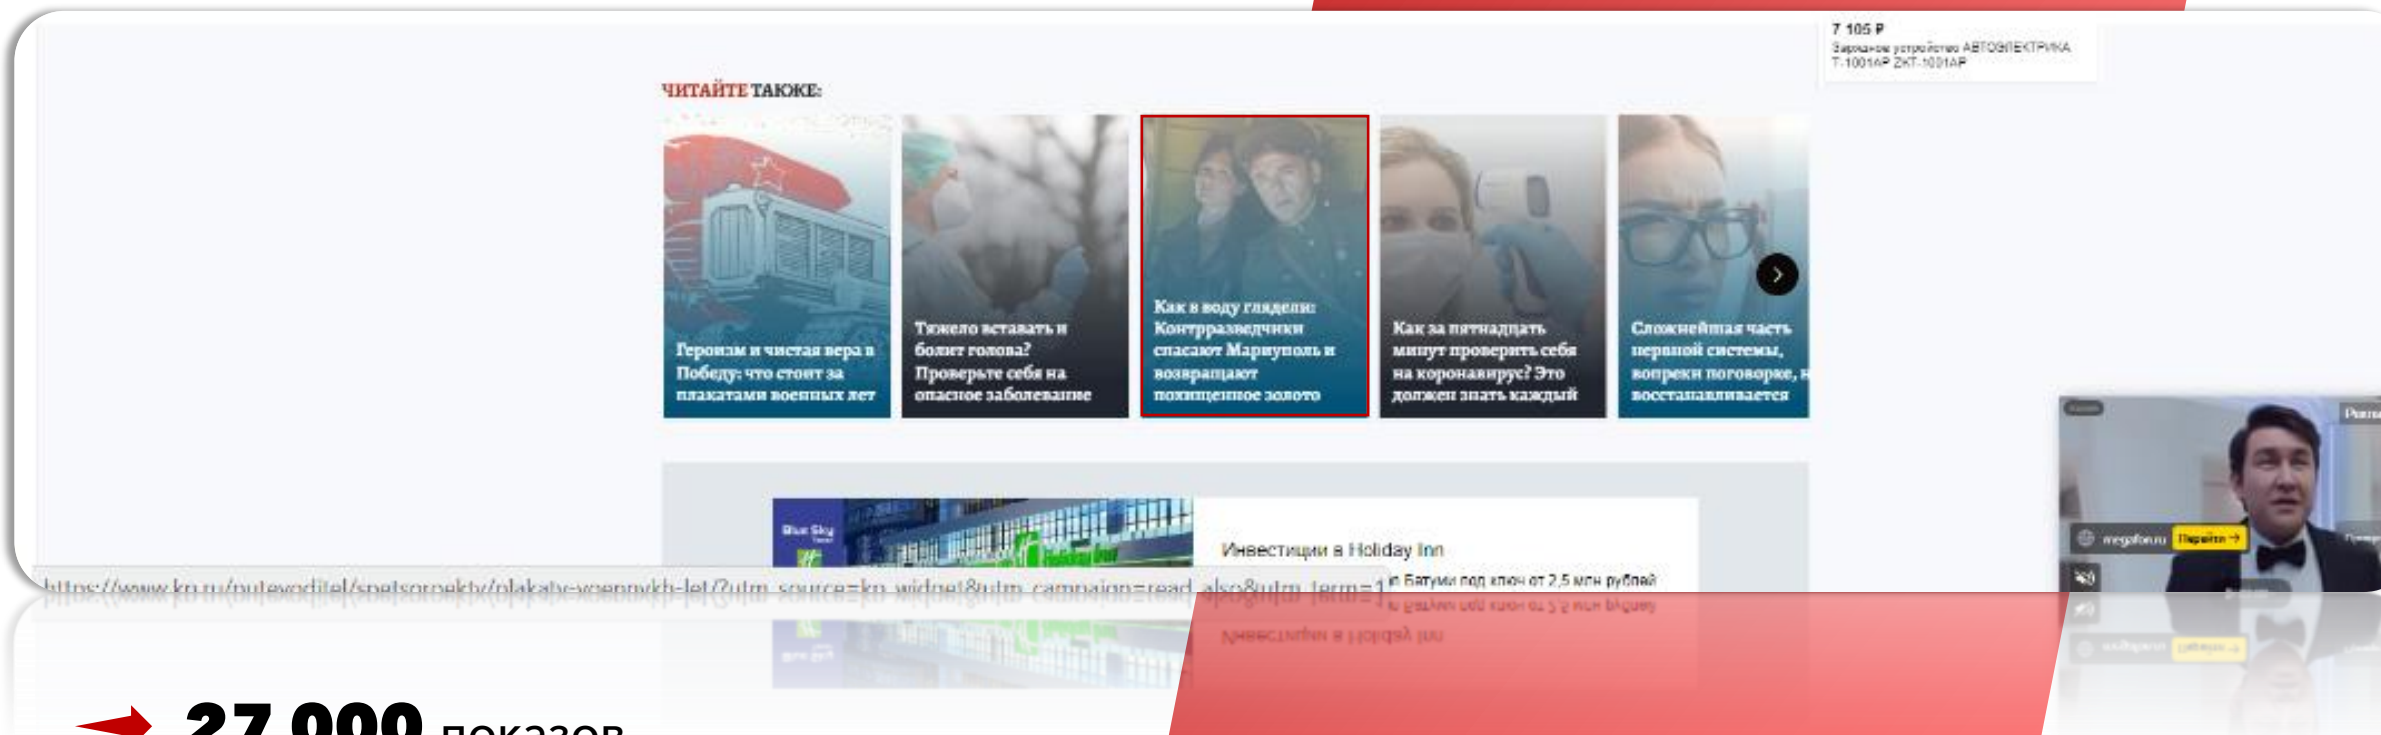 7 105 ₽
Зарядное устройство АВТОЭЛЕКТРИКА
Т-1001АР ZKT-1001АР
ЧИТАЙТЕ ТАКЖЕ:
Героизм и чистая вера в
Победу: что стоит за
плакатами военных лет
Тяжело вставать и
болит голова?
Проверьте себя на
опасное заболевание
Как в воду глядели:
Контрразведчики
спасают Мариуполь и
возвращают
похищенное золото
Как за пятнадцать
минут проверить себя
на коронавирус? Это
должен знать каждый
Сложнейшая часть
нервной системы,
вопреки поговорке, н
восстанавливается
Blue Sky
Holiday Inn
Инвестиции в Holiday Inn
Батуми под ключ от 2,5 млн рублей
megafon.ru
Перейти →
https://www.kp.ru/putevoditel/spetsproekty/plakaty-voennykh-let/?utm_source=kp_widget&utm_campaign=read_also&utm_term=1
27 000 показов